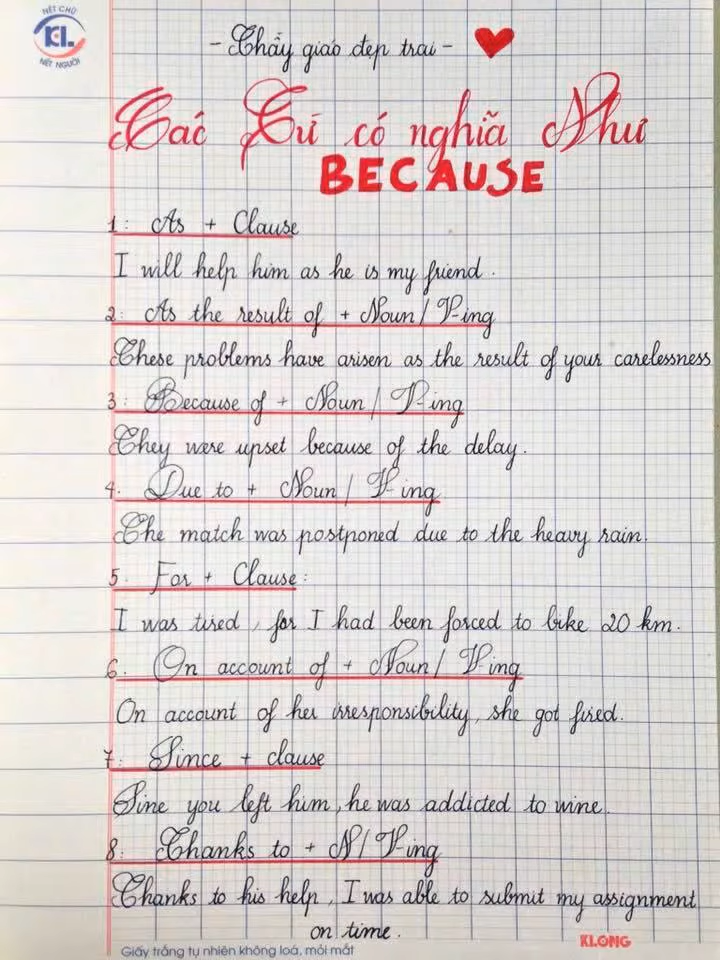 NÉT CHỮ
KL
NẾT NGƯỜI
- Thầy giáo đẹp trai -
Các Từ có nghĩa Như
BECAUSE
1: As + Clause
I will help him as he is my friend.
2: As the result of + Noun / V-ing
These problems have arisen as the result of your carelessness
3: Because of + Noun / V-ing
They were upset because of the delay.
4. Due to + Noun / V-ing
The match was postponed due to the heavy rain.
5. For + Clause:
I was tired, for I had been forced to bike 20 km.
6. On account of + Noun / V-ing
On account of her irresponsibility, she got fired.
7: Since + clause
Sine you left him, he was addicted to wine.
8: Thanks to + N / V-ing
Thanks to his help, I was able to submit my assignment
on time.
Giấy trắng tự nhiên không loá, mỏi mắt
KLONG